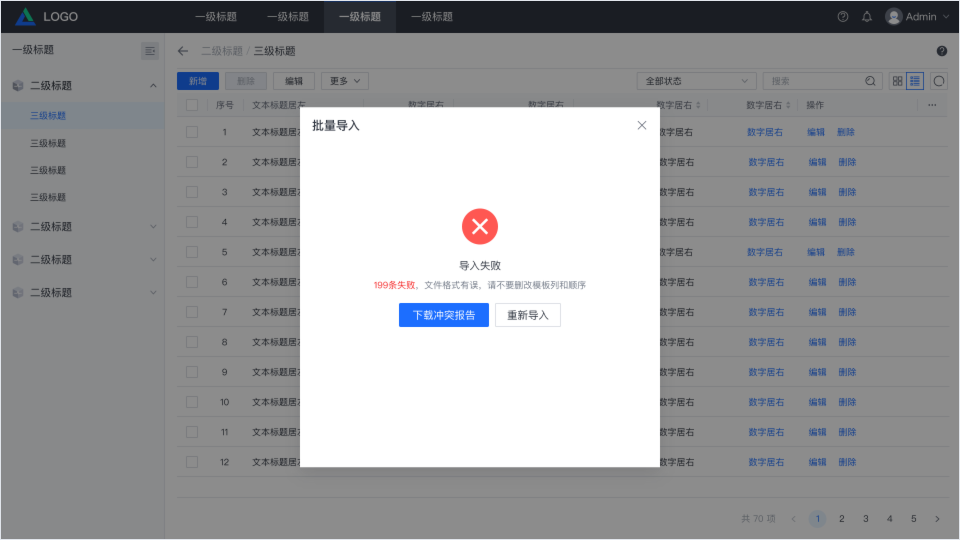 LOGO 一级标题 一级标题 一级标题 一级标题 Admin
一级标题 二级标题 / 三级标题
二级标题
三级标题
三级标题
三级标题
三级标题
二级标题
二级标题
二级标题
新增 删除 编辑 更多 全部状态 搜索
序号 文本标题居左 数字居右 数字居右 数字居右 数字居右 操作
1 文本标题居左 数字居右 数字居右 编辑 删除
2 文本标题居左 数字居右 数字居右 编辑 删除
3 文本标题居左 数字居右 数字居右 编辑 删除
4 文本标题居左 数字居右 数字居右 编辑 删除
5 文本标题居左 数字居右 数字居右 编辑 删除
6 文本标题居左 数字居右 数字居右 编辑 删除
7 文本标题居左 数字居右 数字居右 编辑 删除
8 文本标题居左 数字居右 数字居右 编辑 删除
9 文本标题居左 数字居右 数字居右 编辑 删除
10 文本标题居左 数字居右 数字居右 编辑 删除
11 文本标题居左 数字居右 数字居右 编辑 删除
12 文本标题居左 数字居右 数字居右 编辑 删除
批量导入
导入失败
199条失败，文件格式有误，请不要删改模板列和顺序
下载冲突报告 重新导入
共 70 项 1 2 3 4 5